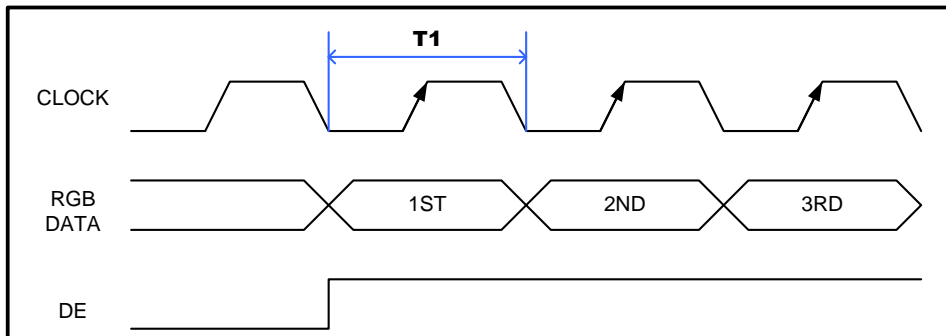 T1
CLOCK
RGB
DATA
1ST
2ND
3RD
DE